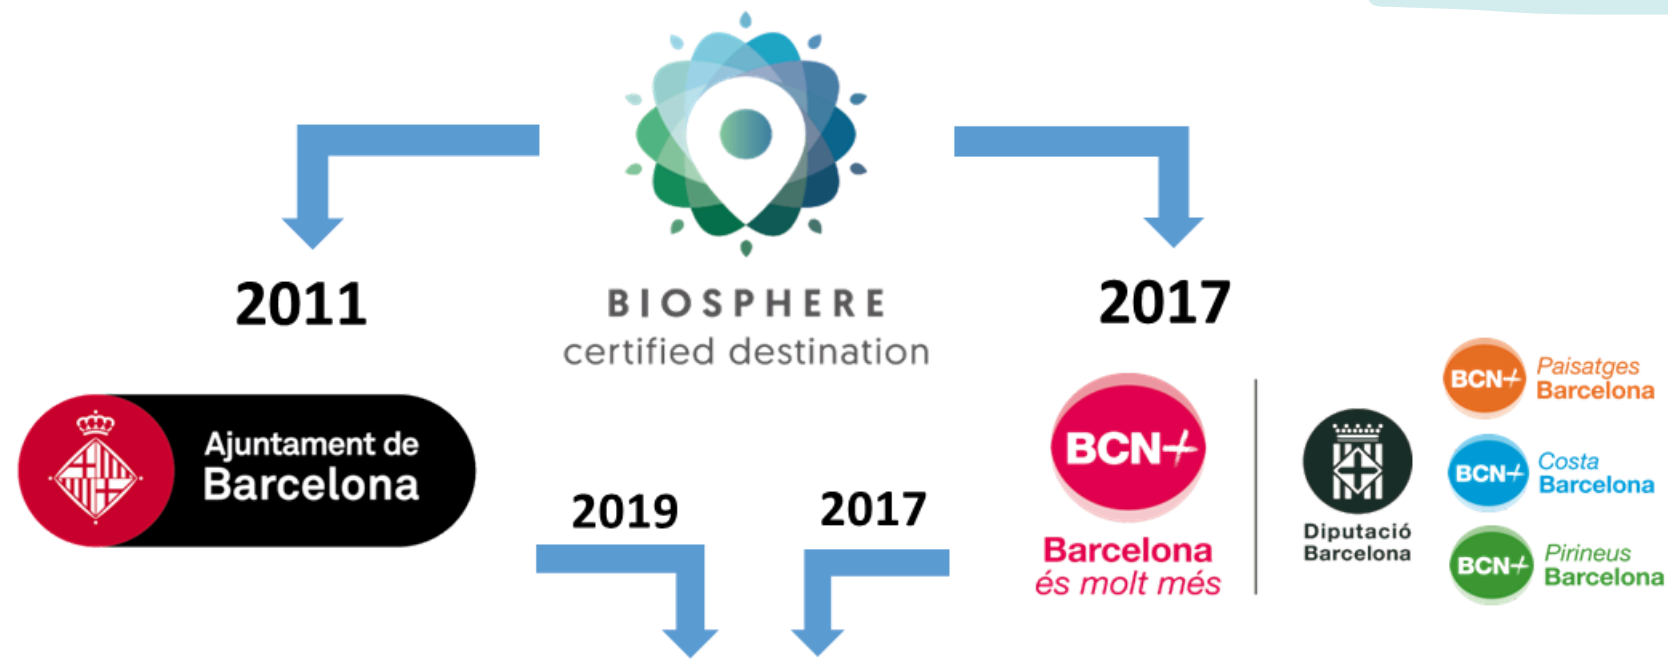 BIOSPHERE
certified destination
2011
2017
Ajuntament de
Barcelona
2019
2017
BCN+
Barcelona
és molt més
Diputació
Barcelona
BCN+
Paisatges
Barcelona
BCN+
Costa
Barcelona
BCN+
Pirineus
Barcelona